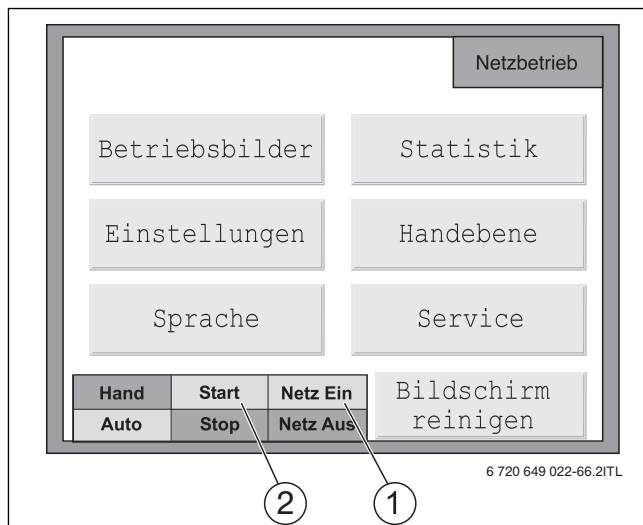 Netzbetrieb
Betriebsbilder
Statistik
Einstellungen
Handebene
Sprache
Service
Hand
Start
Netz Ein
Auto
Stop
Netz Aus
Bildschirm
reinigen
6 720 649 022-66.2ITL
2
1